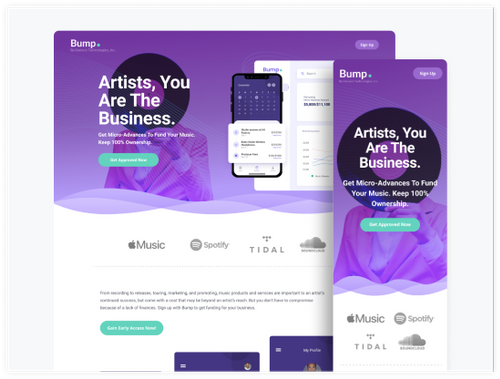 Bump.
Sign Up
Artists, You
Are The
Business.
Get Micro-Advances To Fund Your Music.
Keep 100% Ownership.
Get Approved Now
Search
Music
Spotify
TIDAL
SOUNDCLOUD
From recording to releases, touring, marketing, and promoting, music products and services are important to an artist's
continued success, but come with a cost that may be beyond an artist's reach. But you don't have to compromise
because of a lack of finances. Sign up with Bump to get funding for your business.
Gain Early Access Now!
My Profile
Bump.
Sign Up
Artists, You
Are The
Business.
Get Micro-Advances To Fund
Your Music. Keep 100%
Ownership.
Get Approved Now
Music
Spotify
TIDAL
SOUNDCLOUD